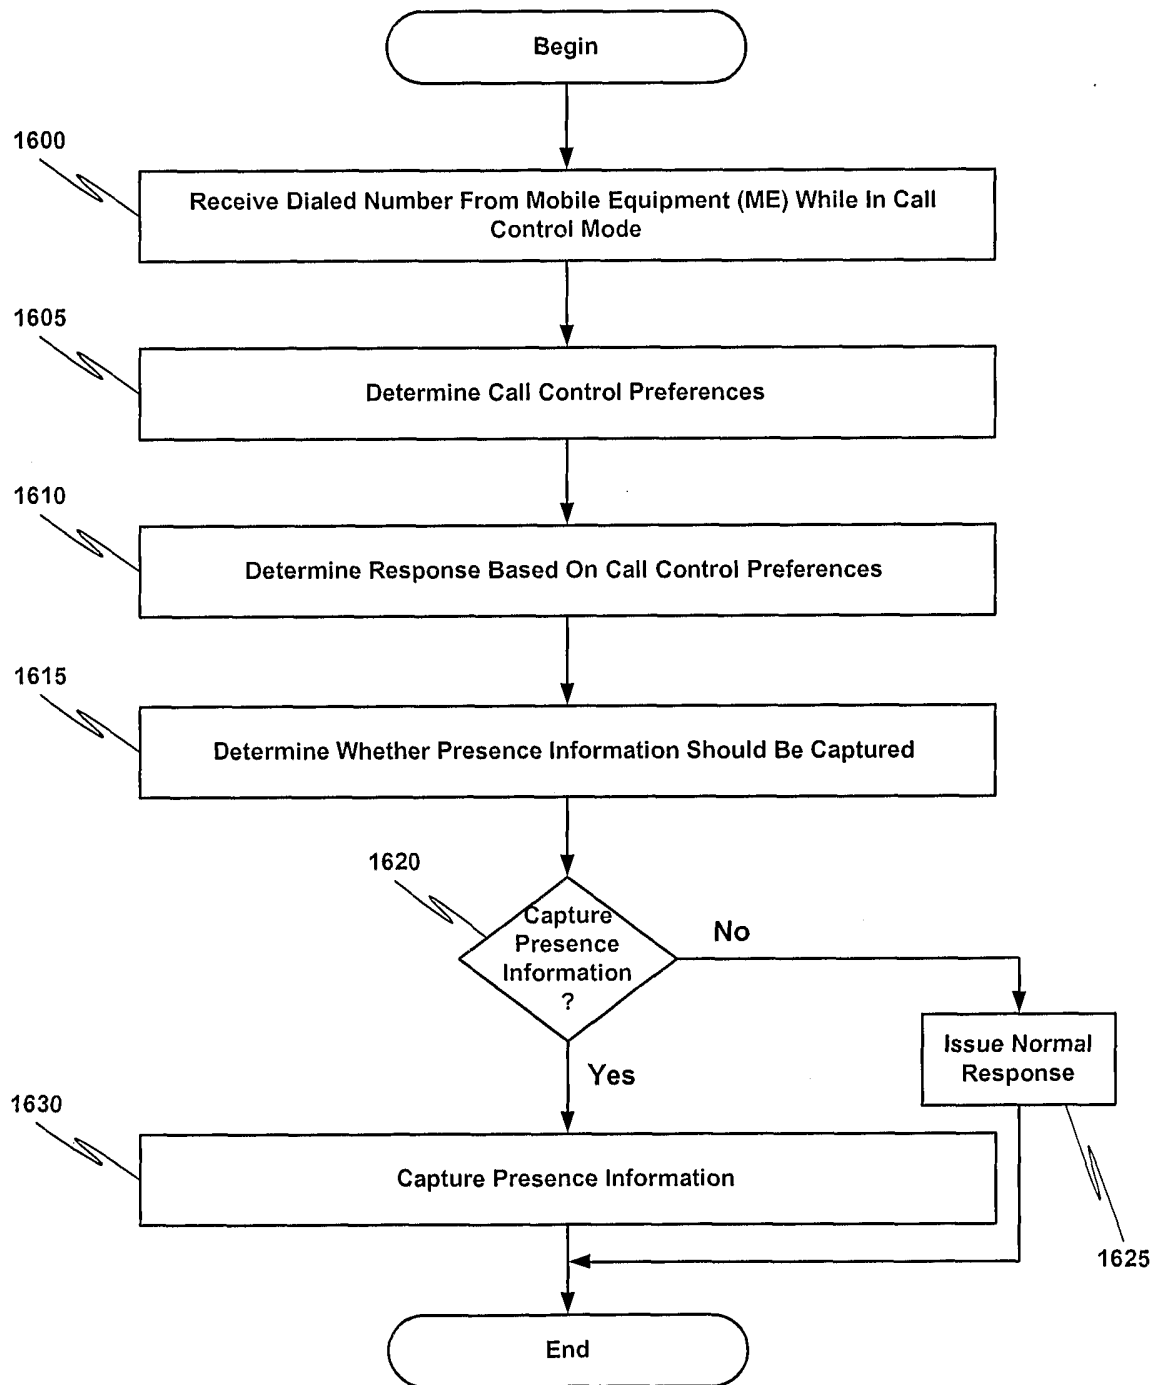 Begin
1600
Receive Dialed Number From Mobile Equipment (ME) While In Call
Control Mode
1605
Determine Call Control Preferences
1610
Determine Response Based On Call Control Preferences
1615
Determine Whether Presence Information Should Be Captured
1620
Capture
Presence
Information
?
No
Issue Normal
Response
Yes
1630
Capture Presence Information
1625
End